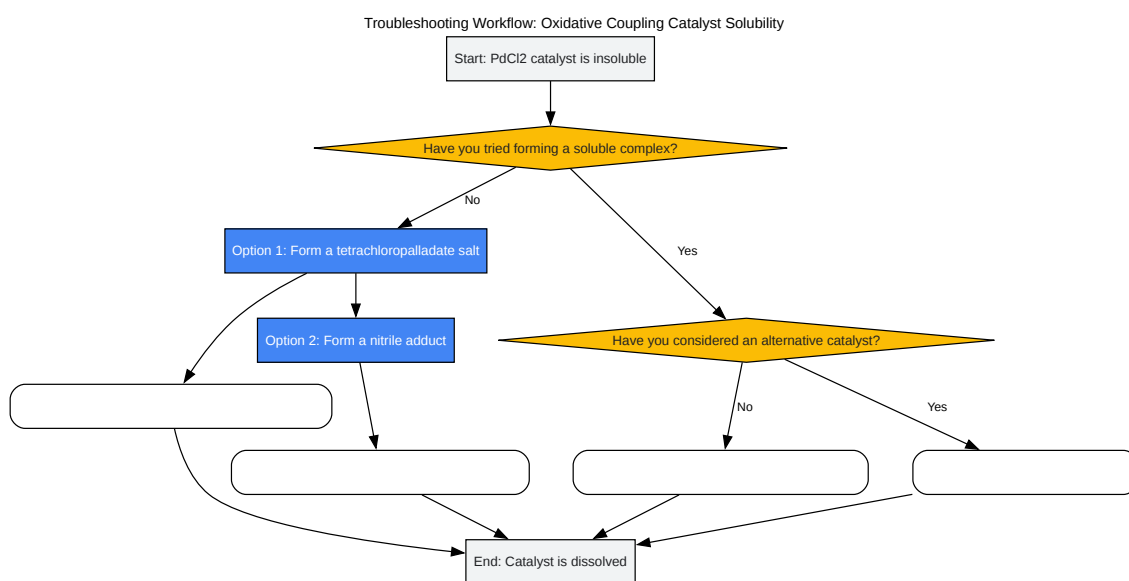 Troubleshooting Workflow: Oxidative Coupling Catalyst Solubility
Start: PdCl2 catalyst is insoluble
Have you tried forming a soluble complex?
No
Option 1: Form a tetrachloropalladate salt
Yes
Option 2: Form a nitrile adduct
Have you considered an alternative catalyst?
No
Yes
End: Catalyst is dissolved